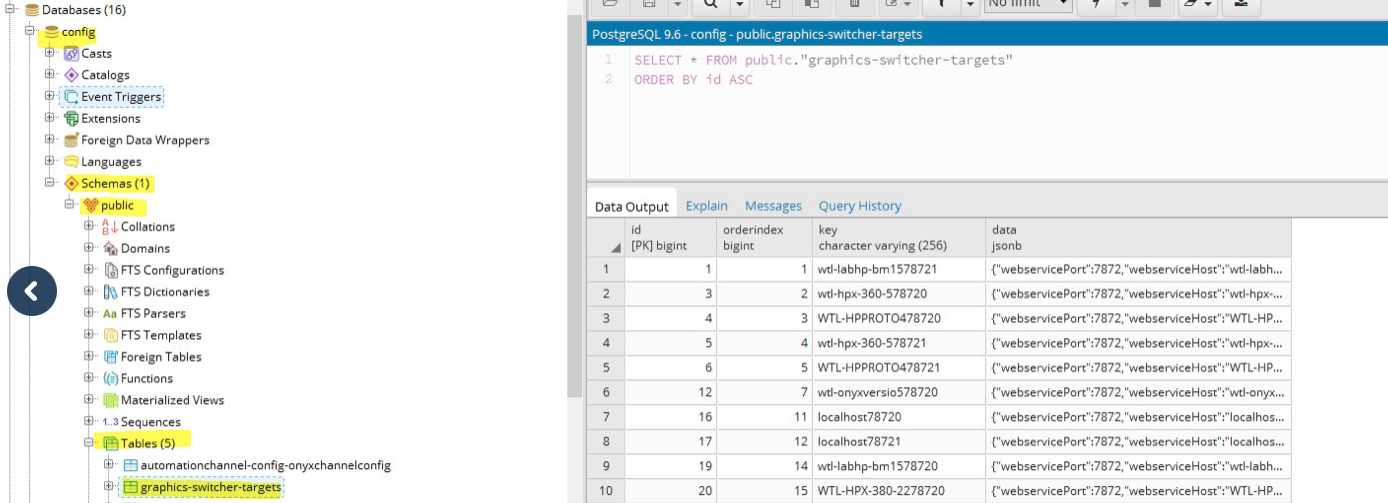 Databases (16)
config
Casts
Catalogs
Event Triggers
Extensions
Foreign Data Wrappers
Languages
Schemas (1)
public
Collations
Domains
FTS Configurations
FTS Dictionaries
Aa FTS Parsers
FTS Templates
Foreign Tables
Functions
Materialized Views
1..3 Sequences
Tables (5)
automationchannel-config-onyxchannelconfig
graphics-switcher-targets
No limit
PostgreSQL 9.6 - config - public.graphics-switcher-targets
1 SELECT * FROM public."graphics-switcher-targets"
2 ORDER BY id ASC
Data Output Explain Messages Query History
id orderindex key data
[PK] bigint bigint character varying (256) jsonb
1 1 1 wtl-labhp-bm1578721 {"webservicePort":7872,"webserviceHost":"wtl-labh...
2 3 2 wtl-hpx-360-578720 {"webservicePort":7872,"webserviceHost":"wtl-hpx-...
3 4 3 WTL-HPPROTO478720 {"webservicePort":7872,"webserviceHost":"WTL-HP...
4 5 4 wtl-hpx-360-578721 {"webservicePort":7872,"webserviceHost":"wtl-hpx-...
5 6 5 WTL-HPPROTO478721 {"webservicePort":7872,"webserviceHost":"WTL-HP...
6 12 7 wtl-onyxversio578720 {"webservicePort":7872,"webserviceHost":"wtl-onyx...
7 16 11 localhost78720 {"webservicePort":7872,"webserviceHost":"localhos...
8 17 12 localhost78721 {"webservicePort":7872,"webserviceHost":"localhos...
9 19 14 wtl-labhp-bm1578720 {"webservicePort":7872,"webserviceHost":"wtl-labh...
10 20 15 WTL-HPX-380-2278720 {"webservicePort":7872,"webserviceHost":"WTL-HP...